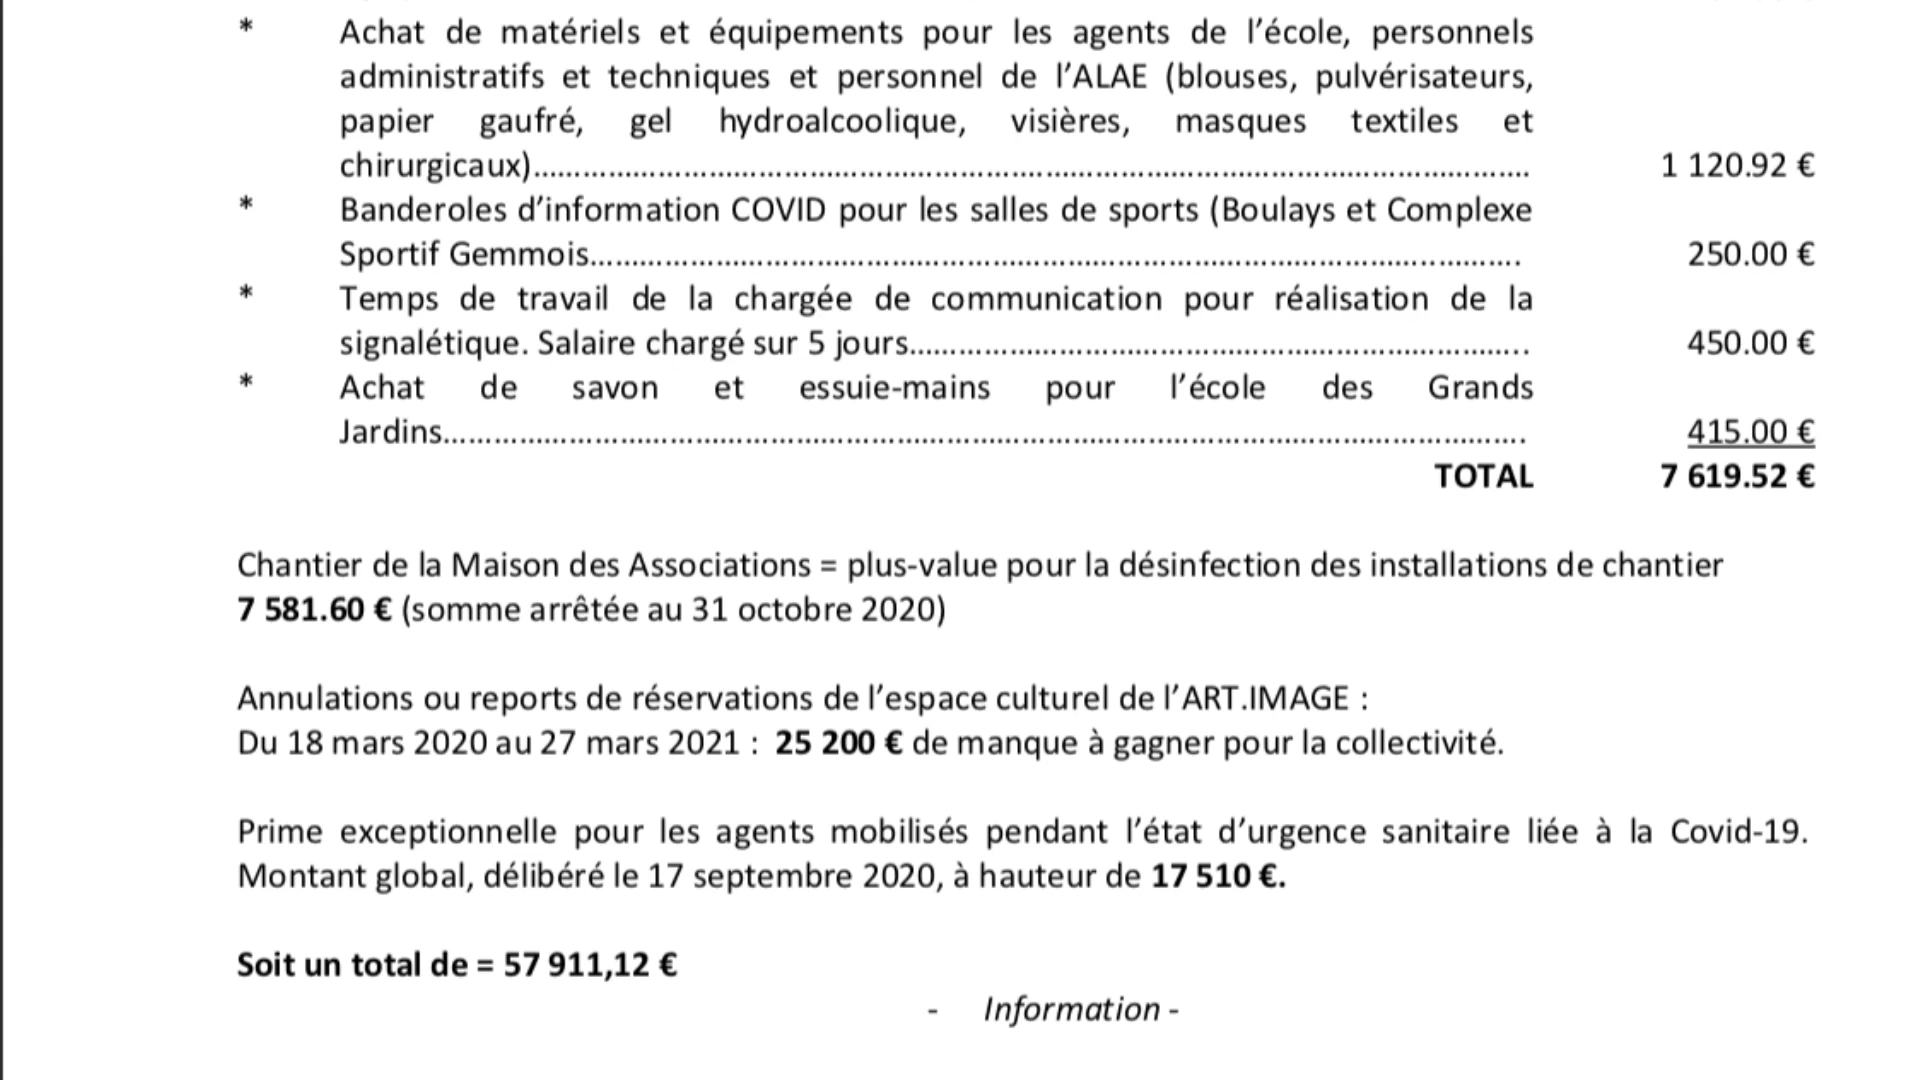 * Achat de matériels et équipements pour les agents de l’école, personnels
administratifs et techniques et personnel de l’ALAE (blouses, pulvérisateurs,
papier gaufré, gel hydroalcoolique, visières, masques textiles et
chirurgicaux)........................................................................ 1 120.92 €
* Banderoles d’information COVID pour les salles de sports (Boulays et Complexe
Sportif Gemmois........................................................................ 250.00 €
* Temps de travail de la chargée de communication pour réalisation de la
signalétique. Salaire chargé sur 5 jours........................................................................ 450.00 €
* Achat de savon et essuie-mains pour l’école des Grands
Jardins........................................................................ 415.00 €
TOTAL 7 619.52 €
Chantier de la Maison des Associations = plus-value pour la désinfection des installations de chantier
7 581.60 € (somme arrêtée au 31 octobre 2020)
Annulations ou reports de réservations de l’espace culturel de l’ART.IMAGE :
Du 18 mars 2020 au 27 mars 2021 : 25 200 € de manque à gagner pour la collectivité.
Prime exceptionnelle pour les agents mobilisés pendant l’état d’urgence sanitaire liée à la Covid-19.
Montant global, délibéré le 17 septembre 2020, à hauteur de 17 510 €.
Soit un total de = 57 911,12 €
- Information -